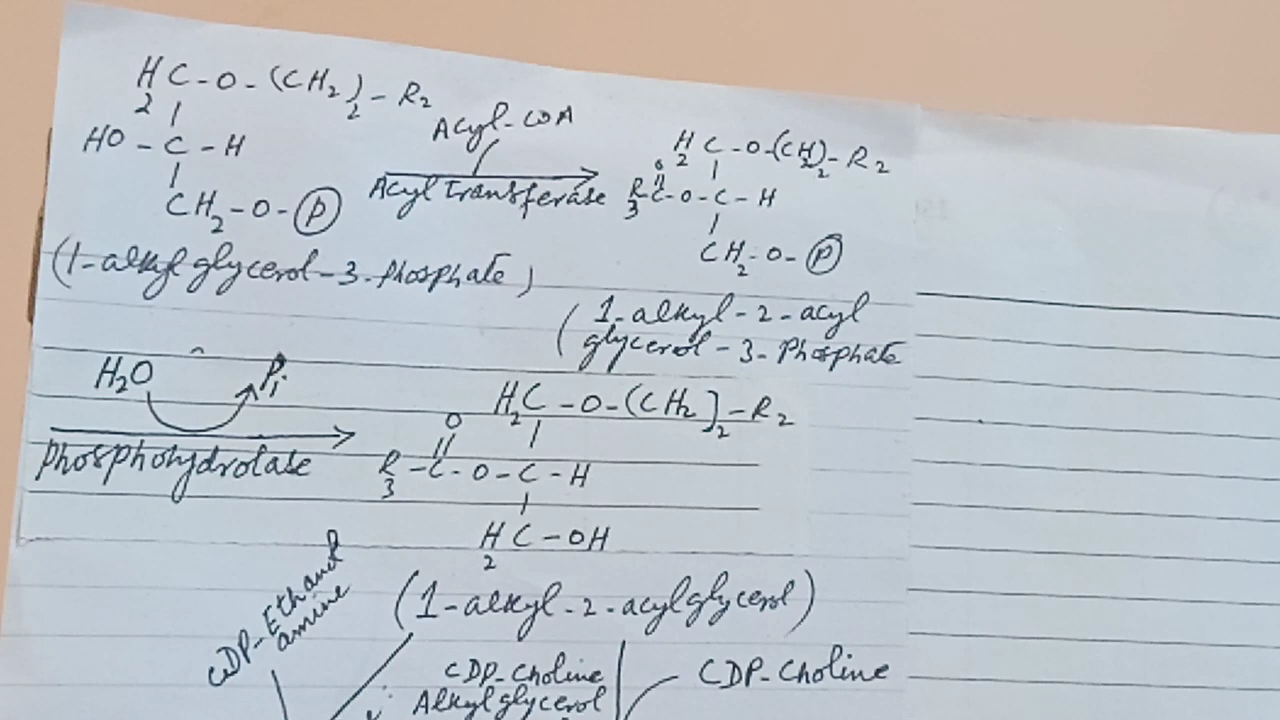 H2C-O-(CH2)2-R2
Acyl-COA
HO-C-H
Acyl Transferase
CH2-O-(P)
(1-alkyl glycerol-3-Phosphate)
H2C-O-(CH2)2-R2
O
R3C-O-C-H
CH2-O-(P)
(1-alkyl-2-acyl
glycerol-3-Phosphate
H2O
Pi
Phosphohydrolase
H2C-O-(CH2)2-R2
O
R3-C-O-C-H
H2C-OH
(1-alkyl-2-acylglycerol)
CDP-Ethanol
amine
CDP-Choline
Alkylglycerol
CDP-Choline